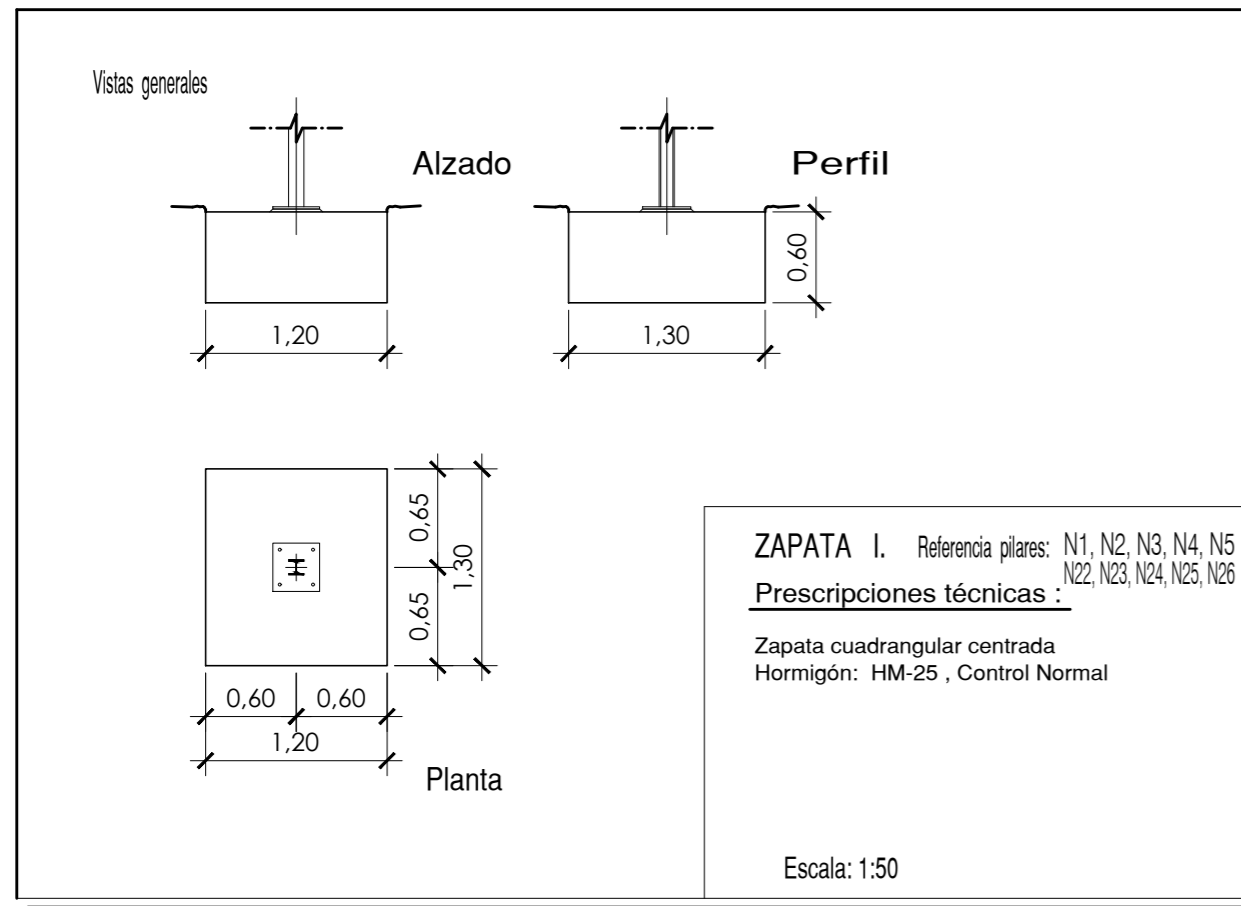 Vistas generales
Alzado
Perfil
0,60
1,20
1,30
0,65
1,30
0,65
0,60 0,60
1,20
Planta
ZAPATA I. Referencia pilares: N1, N2, N3, N4, N5
N22, N23, N24, N25, N26
Prescripciones técnicas :
Zapata cuadrangular centrada
Hormigón: HM-25 , Control Normal
Escala: 1:50